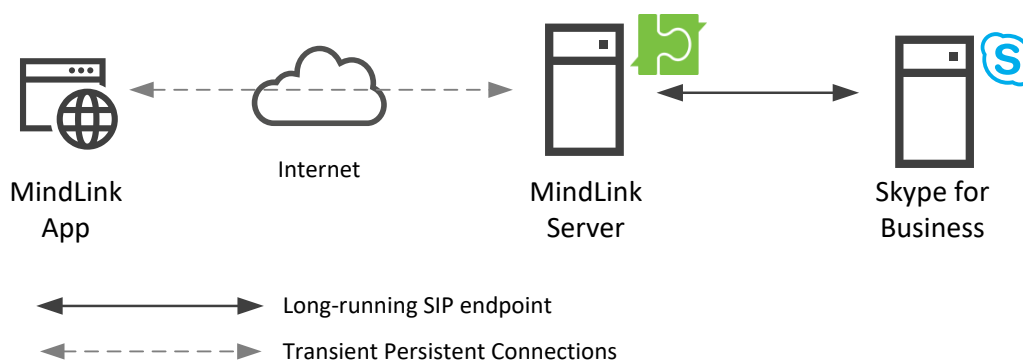 Internet
MindLink
App
MindLink
Server
Skype for
Business
S
Long-running SIP endpoint
Transient Persistent Connections